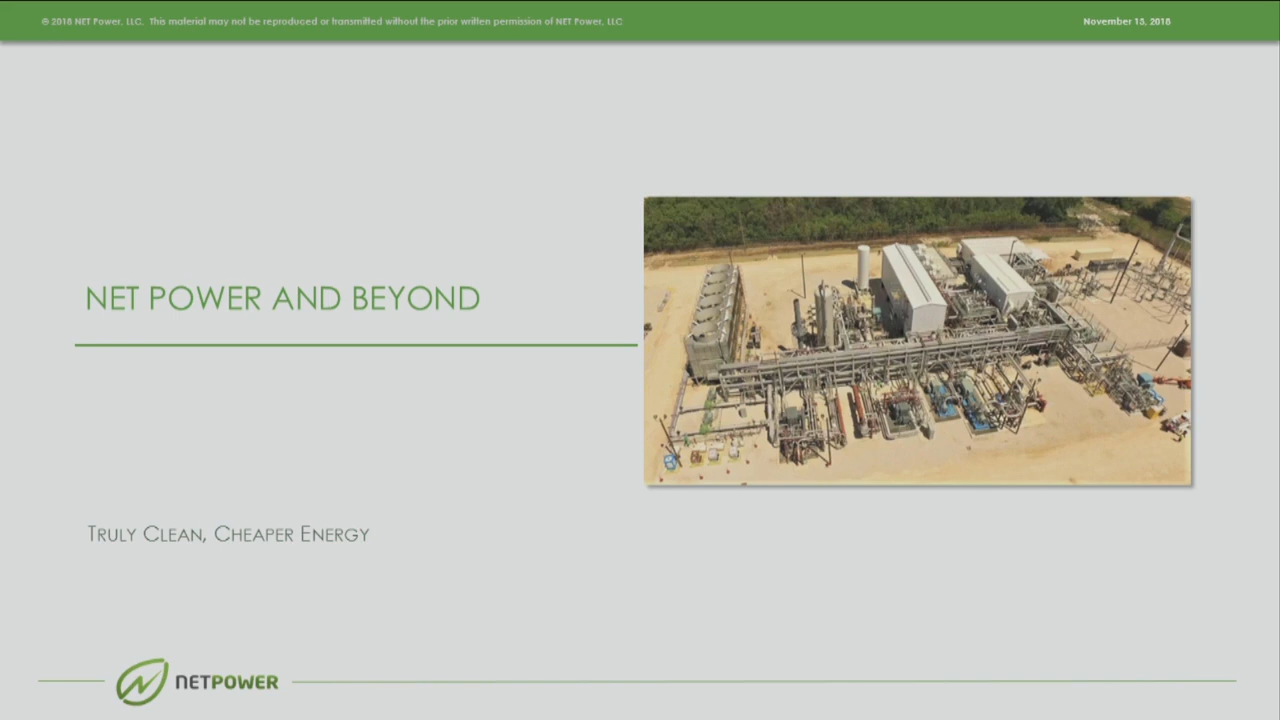 © 2018 NET Power, LLC. This material may not be reproduced or transmitted without the prior written permission of NET Power, LLC
November 13, 2018
NET POWER AND BEYOND
TRULY CLEAN, CHEAPER ENERGY
NETPOWER